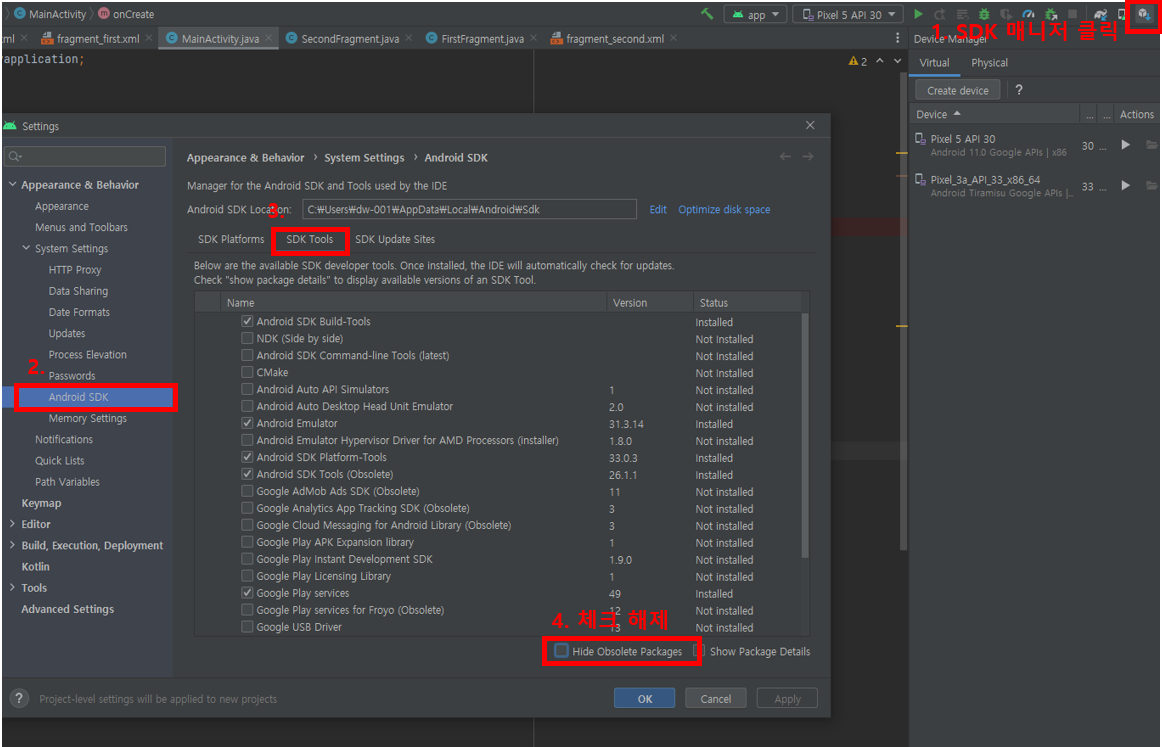 MainActivity onCreate
app Pixel 5 API 30
1. SDK 매니저 클릭
ml fragment_first.xml MainActivity.java SecondFragment.java FirstFragment.java fragment_second.xml
Device Manager
application;
2
Virtual Physical
Create device ?
Device ... ... Actions
Pixel 5 API 30
Android 11.0 Google APIs | x86
30 ...
Pixel_3a_API_33_x86_64
Android Tiramisu Google APIs |...
33 ...
Settings
Appearance & Behavior
Appearance
Menus and Toolbars
System Settings
HTTP Proxy
Data Sharing
Date Formats
Updates
Process Elevation
2.
Passwords
Android SDK
Memory Settings
Notifications
Quick Lists
Path Variables
Keymap
Editor
Build, Execution, Deployment
Kotlin
Tools
Advanced Settings
Appearance & Behavior › System Settings › Android SDK
Manager for the Android SDK and Tools used by the IDE
Android SDK Location: C:₩Users₩dw-001₩AppData₩Local₩Android₩Sdk Edit Optimize disk space
3.
SDK Platforms SDK Tools SDK Update Sites
Below are the available SDK developer tools. Once installed, the IDE will automatically check for updates.
Check "show package details" to display available versions of an SDK Tool.
Name Version Status
Android SDK Build-Tools Installed
NDK (Side by side) Not Installed
Android SDK Command-line Tools (latest) Not Installed
CMake Not Installed
Android Auto API Simulators 1 Not installed
Android Auto Desktop Head Unit Emulator 2.0 Not installed
Android Emulator 31.3.14 Installed
Android Emulator Hypervisor Driver for AMD Processors (installer) 1.8.0 Not installed
Android SDK Platform-Tools 33.0.3 Installed
Android SDK Tools (Obsolete) 26.1.1 Installed
Google AdMob Ads SDK (Obsolete) 11 Not installed
Google Analytics App Tracking SDK (Obsolete) 3 Not installed
Google Cloud Messaging for Android Library (Obsolete) 3 Not installed
Google Play APK Expansion library 1 Not installed
Google Play Instant Development SDK 1.9.0 Not installed
Google Play Licensing Library 1 Not installed
Google Play services 49 Installed
Google Play services for Froyo (Obsolete) 12 Not installed
Google USB Driver 13 Not installed
4. 체크 해제
Hide Obsolete Packages Show Package Details
? Project-level settings will be applied to new projects
OK Cancel Apply